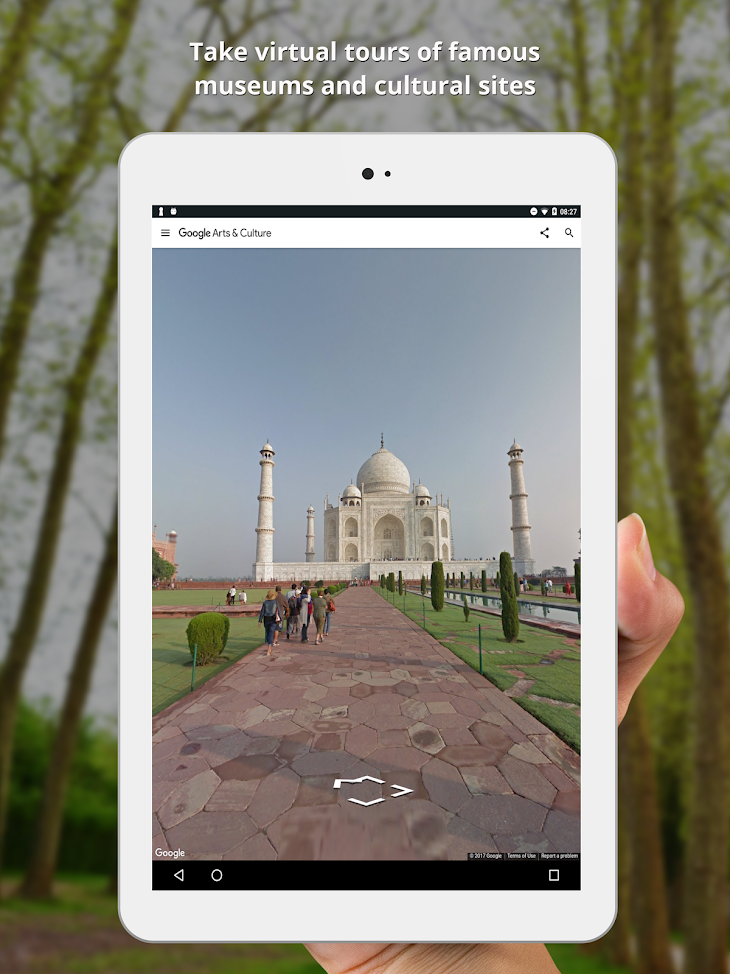 Take virtual tours of famous
museums and cultural sites
08:27
Google Arts & Culture
Google
© 2017 Google | Terms of Use | Report a problem